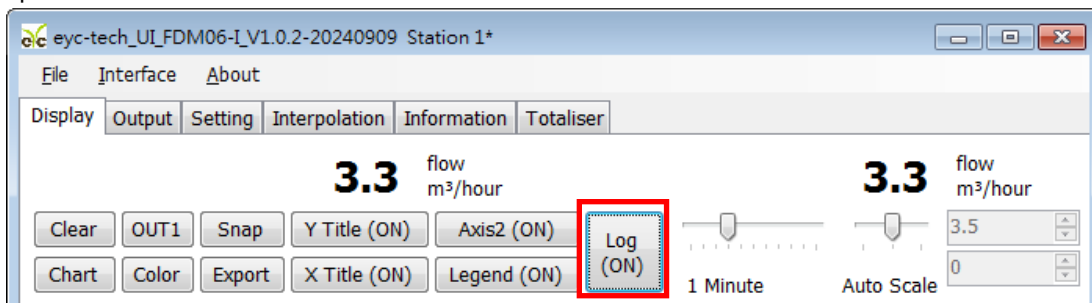 eyc-tech_UI_FDM06-I_V1.0.2-20240909 Station 1*
File Interface About
Display Output Setting Interpolation Information Totaliser
3.3 flow m³/hour 3.3 flow m³/hour
Clear OUT1 Snap Y Title (ON) Axis2 (ON) Log (ON) 3.5
Chart Color Export X Title (ON) Legend (ON) 1 Minute Auto Scale 0